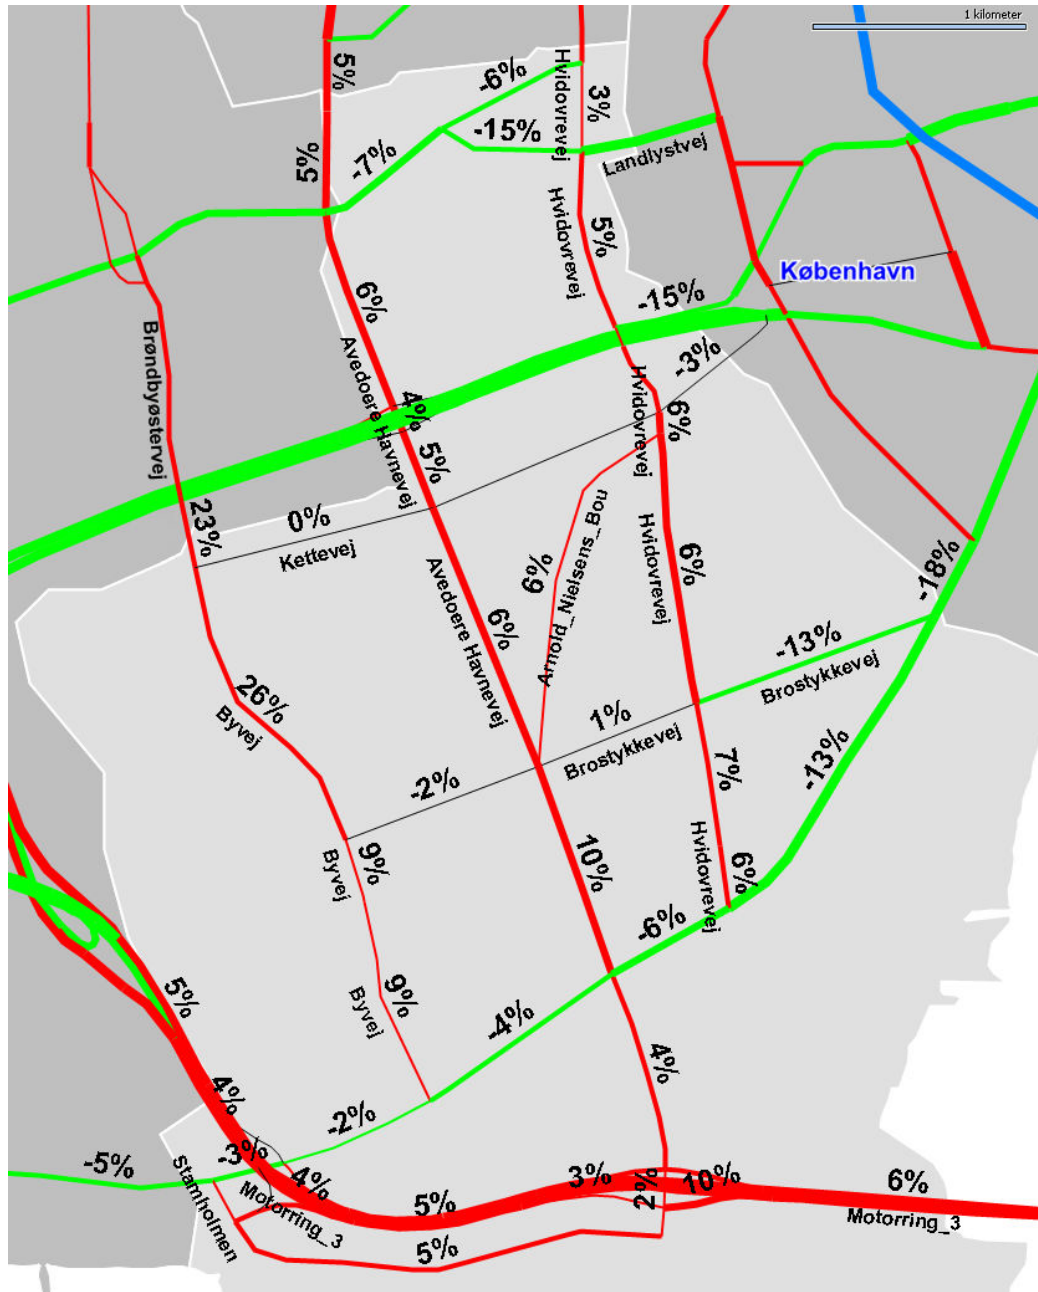 1 kilometer
5%
-6%
Hvidovrevej
3%
-15%
5%
-7%
Landlystvej
Hvidovrevej
5%
København
6%
-15%
Brøndbyøstervej
Avedoere Havnevej
4%
-3%
Hvidovrevej
6%
5%
23%
0%
Kettevej
6%
Arnold_Nielsens_Bou
Hvidovrevej
6%
-18%
Avedoere Havnevej
6%
-13%
Brostykkevej
26%
Byvej
1%
Brostykkevej
-2%
7%
-13%
Byvej
9%
10%
Hvidovrevej
6%
-6%
5%
Byvej
9%
-4%
4%
4%
-2%
-3%
-5%
Stamholmen
4%
Motorring_3
5%
3%
2%
10%
6%
Motorring_3
5%